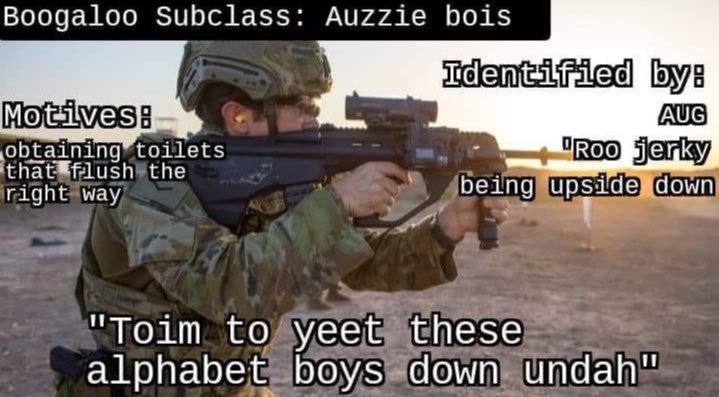 Boogaloo Subclass: Auzzie bois
Identified by:
AUG
'Roo jerky
being upside down
Motives:
obtaining toilets
that flush the
right way
"Toim to yeet these
alphabet boys down undah"